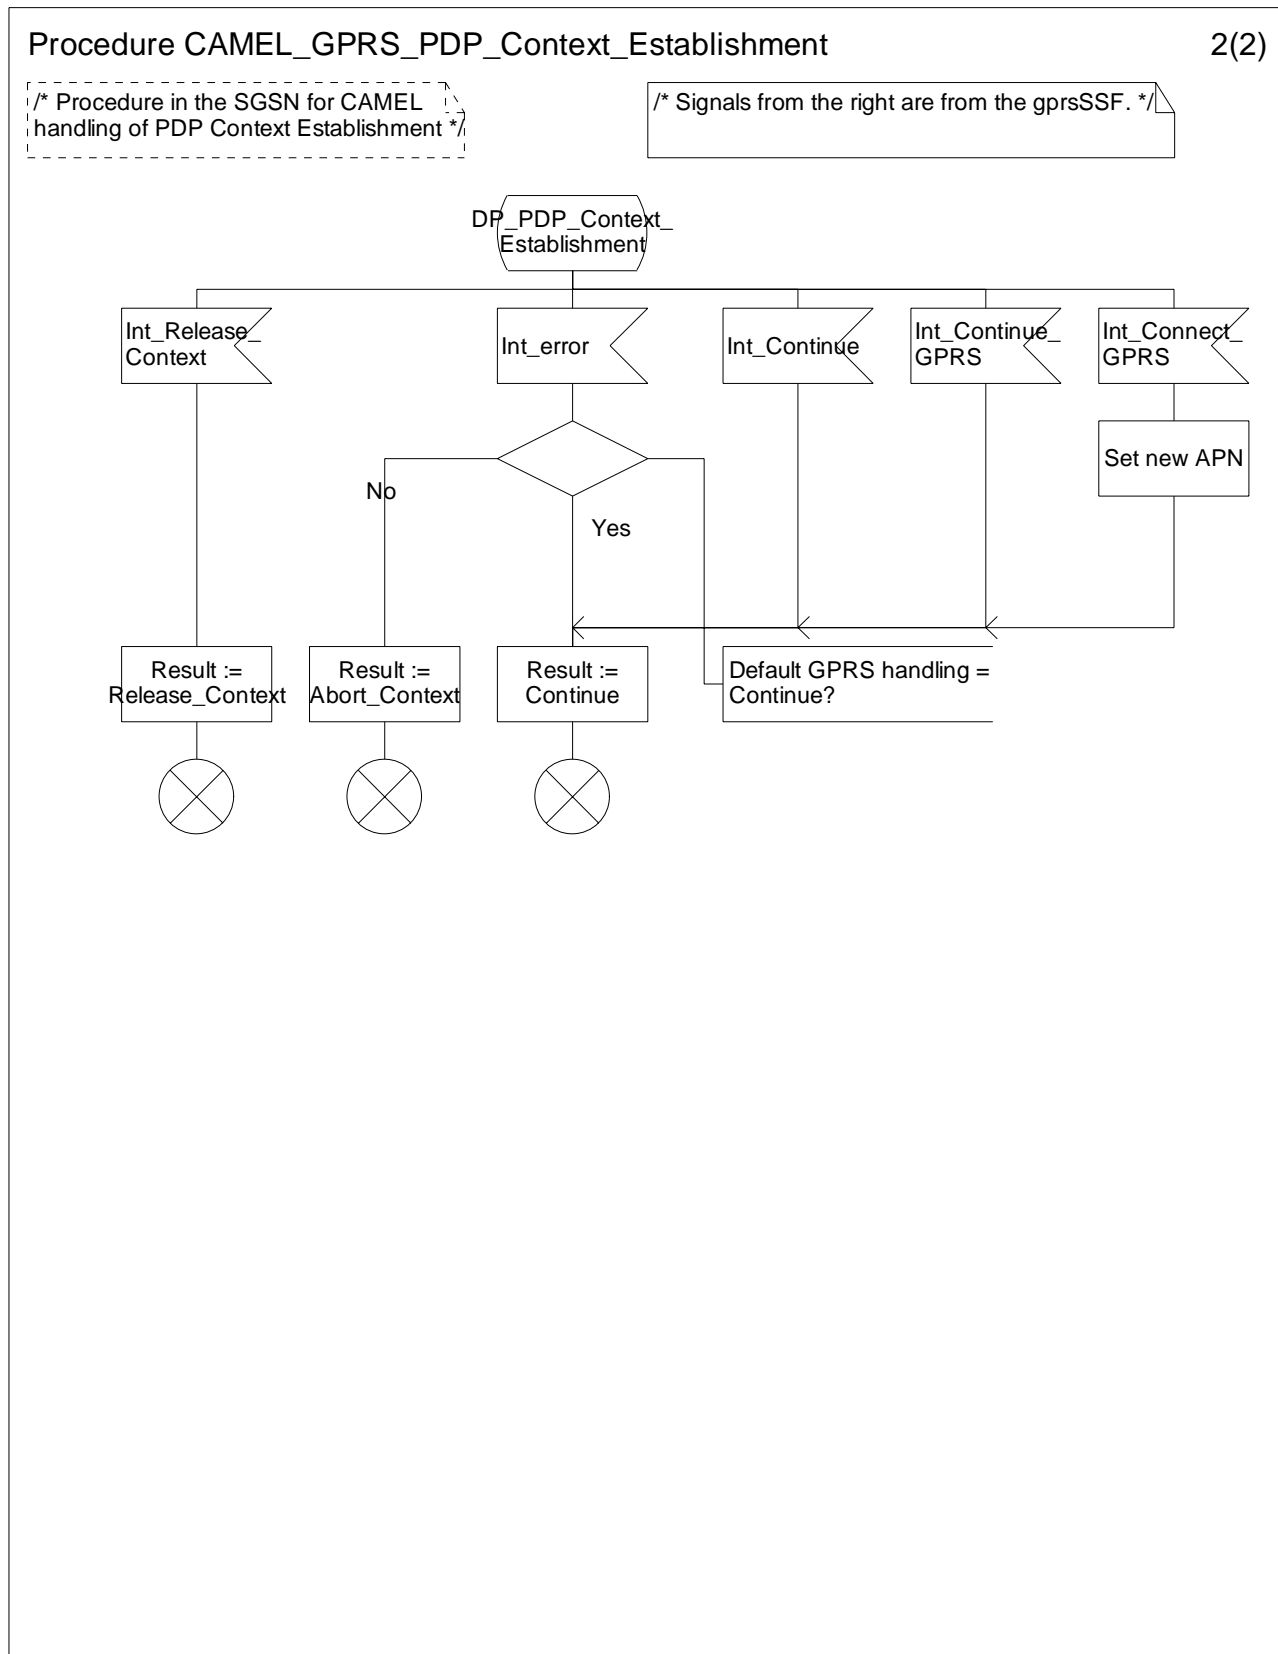 Procedure CAMEL_GPRS_PDP_Context_Establishment
2(2)
/* Procedure in the SGSN for CAMEL
handling of PDP Context Establishment */
/* Signals from the right are from the gprsSSF. */
DP_PDP_Context_
Establishment
Int_Release_
Context
Int_error
Int_Continue
Int_Continue_
GPRS
Int_Connect_
GPRS
Set new APN
No
Yes
Result :=
Release_Context
Result :=
Abort_Context
Result :=
Continue
Default GPRS handling =
Continue?